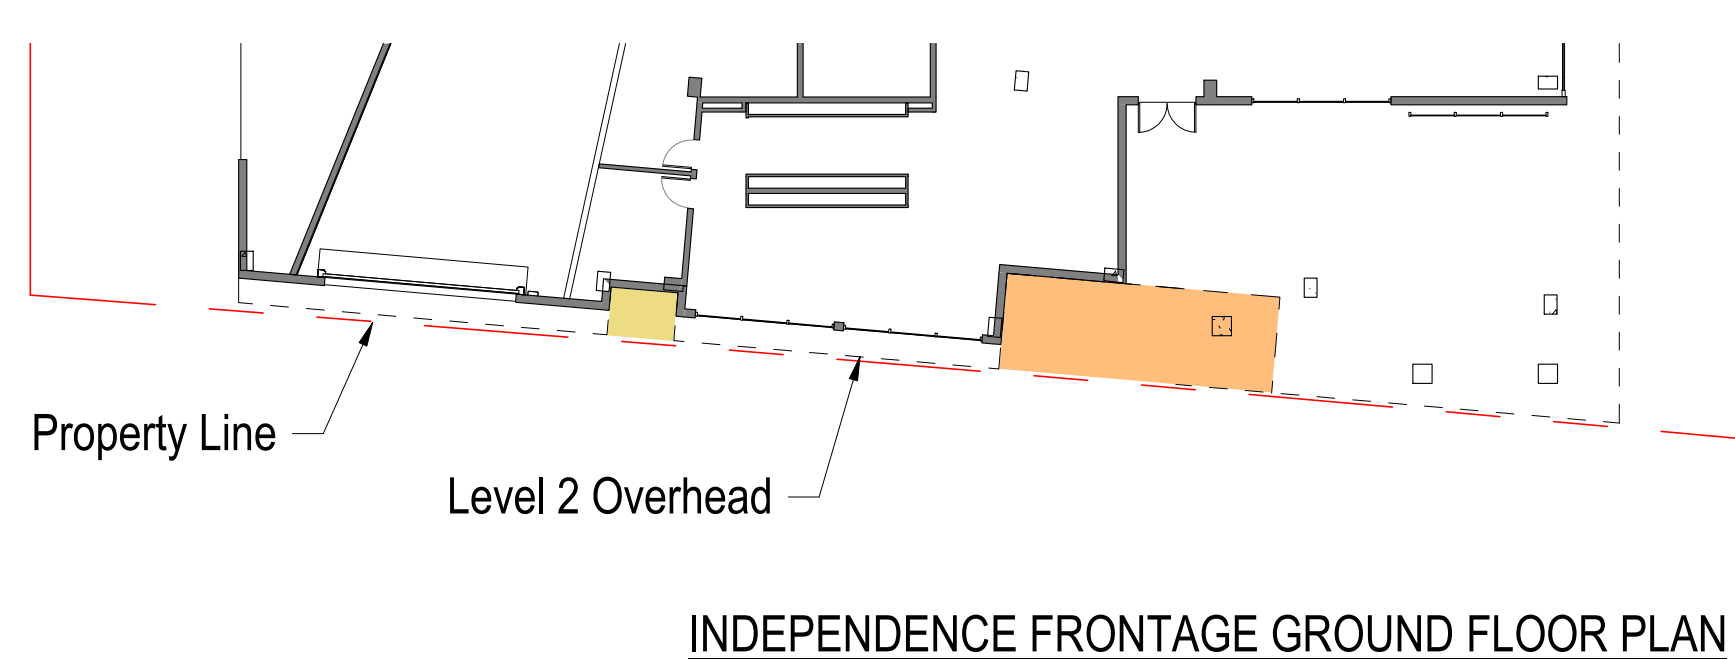 Property Line
Level 2 Overhead
INDEPENDENCE FRONTAGE GROUND FLOOR PLAN